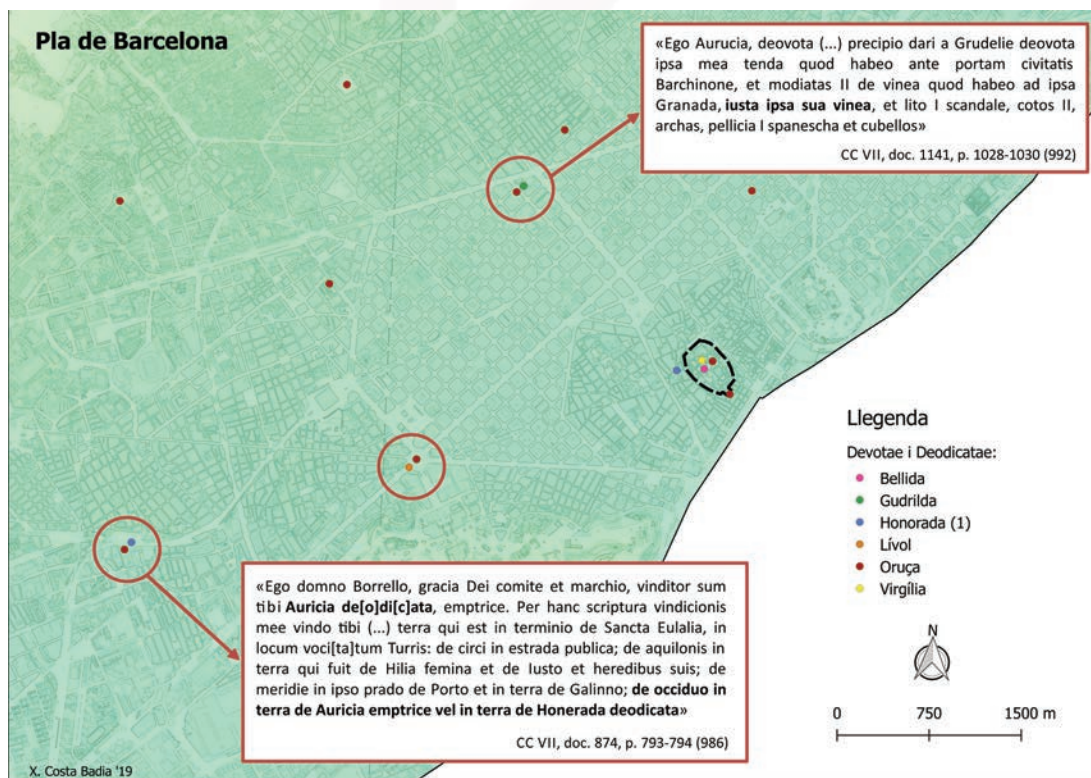 Pla de Barcelona
«Ego Aurucia, deovota (...) precipio dari a Grudelie deovota
ipsa mea tenda quod habeo ante portam civitatis
Barchinone, et modiatas II de vinea quod habeo ad ipsa
Granada, iusta ipsa sua vinea, et lito I scandale, cotos II,
archas, pellicia I spanescha et cubellos»
CC VII, doc. 1141, p. 1028-1030 (992)
Llegenda
Devotae i Deodicatae:
Bellida
Gudrilda
Honorada (1)
Lívol
Oruça
Virgília
N
0 750 1500 m
«Ego domno Borrello, gracia Dei comite et marchio, vinditor sum
tibi Auricia de[o]di[c]ata, emptrice. Per hanc scriptura vindicionis
mee vindo tibi (...) terra qui est in terminio de Sancta Eulalia, in
locum voci[ta]tum Turris: de circi in estrada publica; de aquilonis in
terra qui fuit de Hilia femina et de Iusto et heredibus suis; de
meridie in ipso prado de Porto et in terra de Galinno; de occiduo in
terra de Auricia emptrice vel in terra de Honerada deodicata»
CC VII, doc. 874, p. 793-794 (986)
X. Costa Badia '19